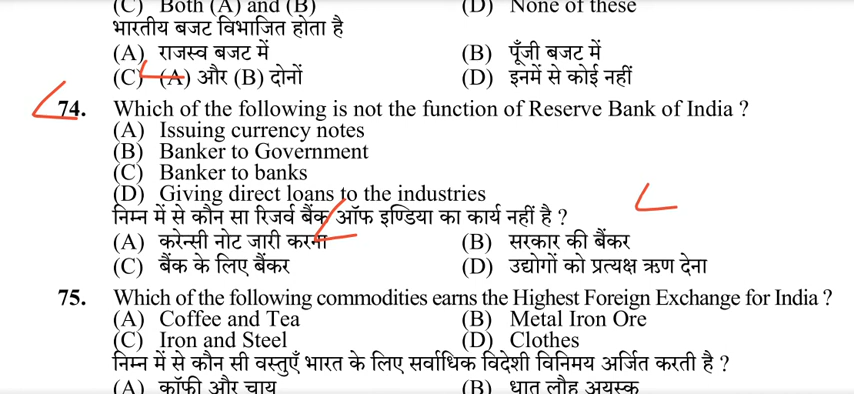 (C) Both (A) and (B) (D) None of these
भारतीय बजट विभाजित होता है
(A) राजस्व बजट में (B) पूँजी बजट में
(C) (A) और (B) दोनों (D) इनमें से कोई नहीं
74. Which of the following is not the function of Reserve Bank of India ?
(A) Issuing currency notes
(B) Banker to Government
(C) Banker to banks
(D) Giving direct loans to the industries
निम्न में से कौन सा रिजर्व बैंक ऑफ इण्डिया का कार्य नहीं है ?
(A) करेन्सी नोट जारी करना (B) सरकार की बैंकर
(C) बैंक के लिए बैंकर (D) उद्योगों को प्रत्यक्ष ऋण देना
75. Which of the following commodities earns the Highest Foreign Exchange for India ?
(A) Coffee and Tea (B) Metal Iron Ore
(C) Iron and Steel (D) Clothes
निम्न में से कौन सी वस्तुएँ भारत के लिए सर्वाधिक विदेशी विनिमय अर्जित करती है ?
(A) कॉफी और चाय (B) धातु लौह अयस्क